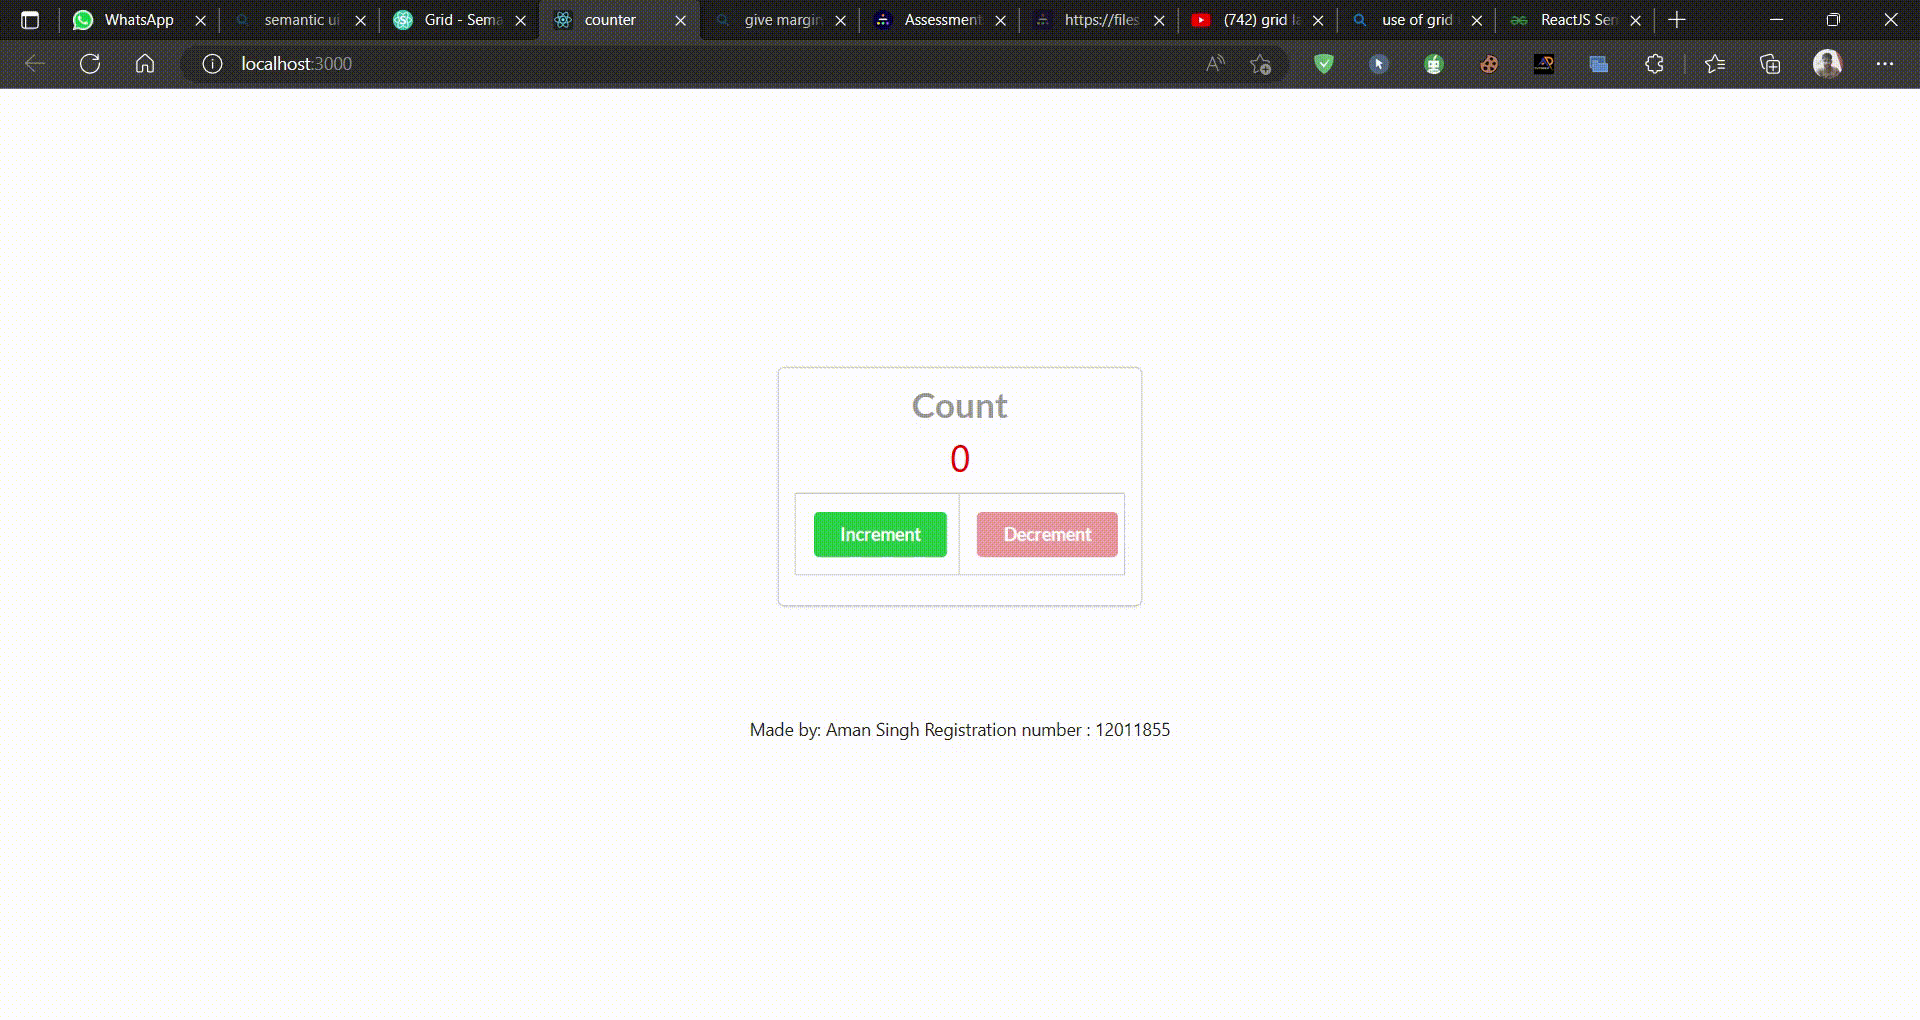 WhatsApp
semantic ui
Grid - Sema
counter
give margin
Assessment
https://files
(742) grid la
use of grid
ReactJS Sem
localhost:3000
Count
0
Increment
Decrement
Made by: Aman Singh Registration number : 12011855